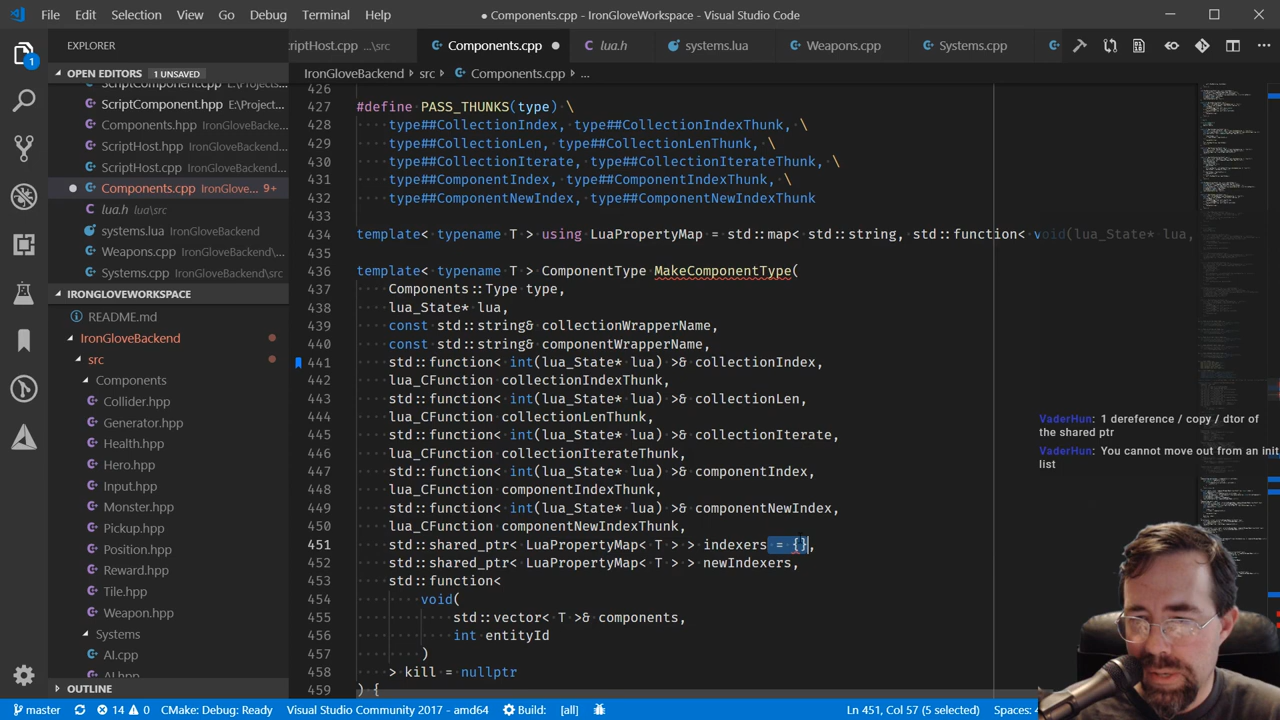 File Edit Selection View Go Debug Terminal Help
● Components.cpp - IronGloveWorkspace - Visual Studio Code
EXPLORER
criptHost.cpp ...\src
Components.cpp ●
lua.h
systems.lua
Weapons.cpp
Systems.cpp
OPEN EDITORS 1 UNSAVED
IronGloveBackend › src › Components.cpp › ...
ScriptComponent.cpp E:\Projec...
ScriptComponent.hpp E:\Project...
Components.hpp IronGloveBacke...
ScriptHost.hpp IronGloveBackend...
ScriptHost.cpp IronGloveBackend...
● Components.cpp IronGlove... 9+
lua.h lua\src
systems.lua IronGloveBackend
Weapons.cpp IronGloveBackend\...
Systems.cpp IronGloveBackend\src
IRONGLOVEWORKSPACE
README.md
IronGloveBackend
src
Components
Collider.hpp
Generator.hpp
Health.hpp
Hero.hpp
Input.hpp
Monster.hpp
Pickup.hpp
Position.hpp
Reward.hpp
Tile.hpp
Weapon.hpp
Systems
AI.cpp
AI.hpp
OUTLINE
426
427 #define PASS_THUNKS(type) \
428 type##CollectionIndex, type##CollectionIndexThunk, \
429 type##CollectionLen, type##CollectionLenThunk, \
430 type##CollectionIterate, type##CollectionIterateThunk, \
431 type##ComponentIndex, type##ComponentIndexThunk, \
432 type##ComponentNewIndex, type##ComponentNewIndexThunk
433
434 template< typename T > using LuaPropertyMap = std::map< std::string, std::function< void(lua_State* lua,
435
436 template< typename T > ComponentType MakeComponentType(
437 Components::Type type,
438 lua_State* lua,
439 const std::string& collectionWrapperName,
440 const std::string& componentWrapperName,
441 std::function< int(lua_State* lua) >& collectionIndex,
442 lua_CFunction collectionIndexThunk,
443 std::function< int(lua_State* lua) >& collectionLen,
444 lua_CFunction collectionLenThunk,
445 std::function< int(lua_State* lua) >& collectionIterate,
446 lua_CFunction collectionIterateThunk,
447 std::function< int(lua_State* lua) >& componentIndex,
448 lua_CFunction componentIndexThunk,
449 std::function< int(lua_State* lua) >& componentNewIndex,
450 lua_CFunction componentNewIndexThunk,
451 std::shared_ptr< LuaPropertyMap< T > > indexers = {},
452 std::shared_ptr< LuaPropertyMap< T > > newIndexers,
453 std::function<
454 void(
455 std::vector< T >& components,
456 int entityId
457 )
458 > kill = nullptr
459 ) {
VaderHun: 1 dereference / copy / dtor of
the shared ptr
VaderHun: You cannot move out from an init
list
1
master
14 0
CMake: Debug: Ready
Visual Studio Community 2017 - amd64
Build: [all]
Ln 451, Col 57 (5 selected)
Spaces: